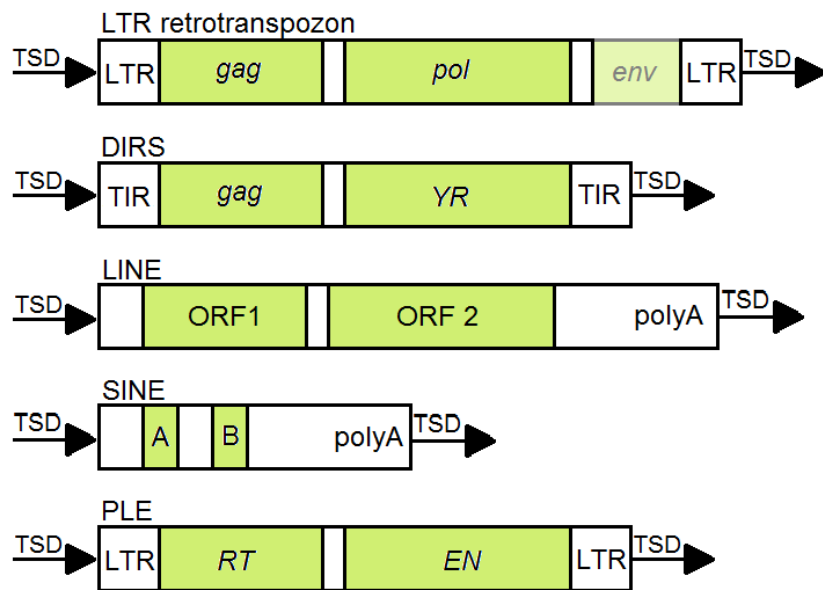 LTR retrotranspozon
TSD LTR gag pol env LTR TSD
DIRS
TSD TIR gag YR TIR TSD
LINE
TSD ORF1 ORF 2 polyA TSD
SINE
TSD A B polyA TSD
PLE
TSD LTR RT EN LTR TSD